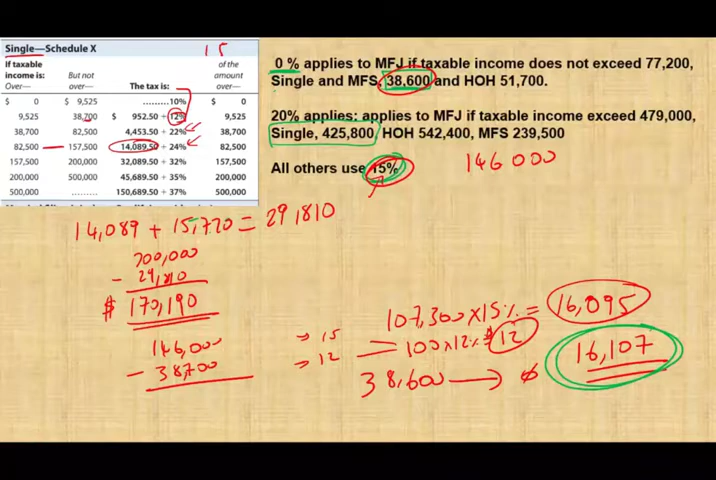 Single—Schedule X
15
If taxable income is: Over— But not over— The tax is: of the amount over—
$ 0 $ 9,525 .........10% $ 0
9,525 38,700 $ 952.50 + 12% 9,525
38,700 82,500 4,453.50 + 22% 38,700
82,500 157,500 14,089.50 + 24% 82,500
157,500 200,000 32,089.50 + 32% 157,500
200,000 500,000 45,689.50 + 35% 200,000
500,000 ......... 150,689.50 + 37% 500,000
0 % applies to MFJ if taxable income does not exceed 77,200,
Single and MFS, 38,600 and HOH 51,700.
20% applies: applies to MFJ if taxable income exceed 479,000,
Single, 425,800, HOH 542,400, MFS 239,500
All others use 15%
146000
14,089 + 15,720 = 29,1810
200,000
$ 170,190
146,000
- 38700
107,300 x 15% = 16,095
→ 15
100 x 12% $ 12
→ 12
38,600 → $
16,107